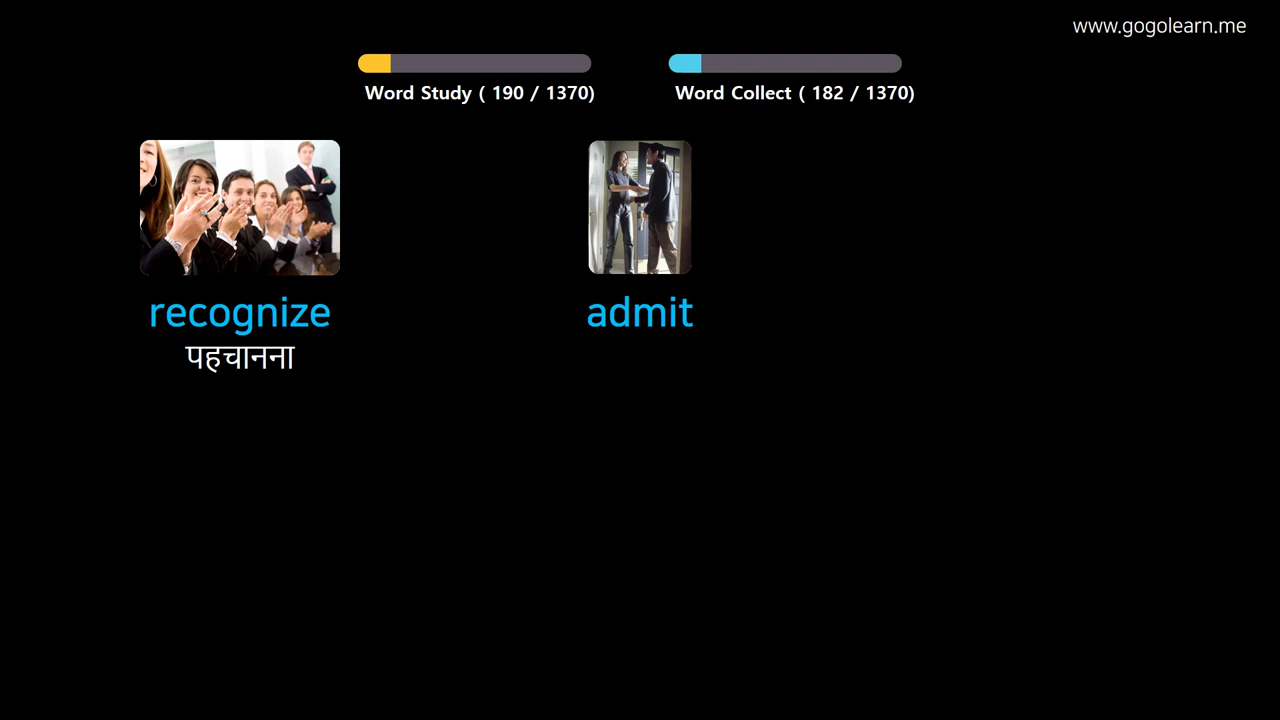 www.gogolearn.me
Word Study ( 190 / 1370)
Word Collect ( 182 / 1370)
recognize
पहचानना
admit